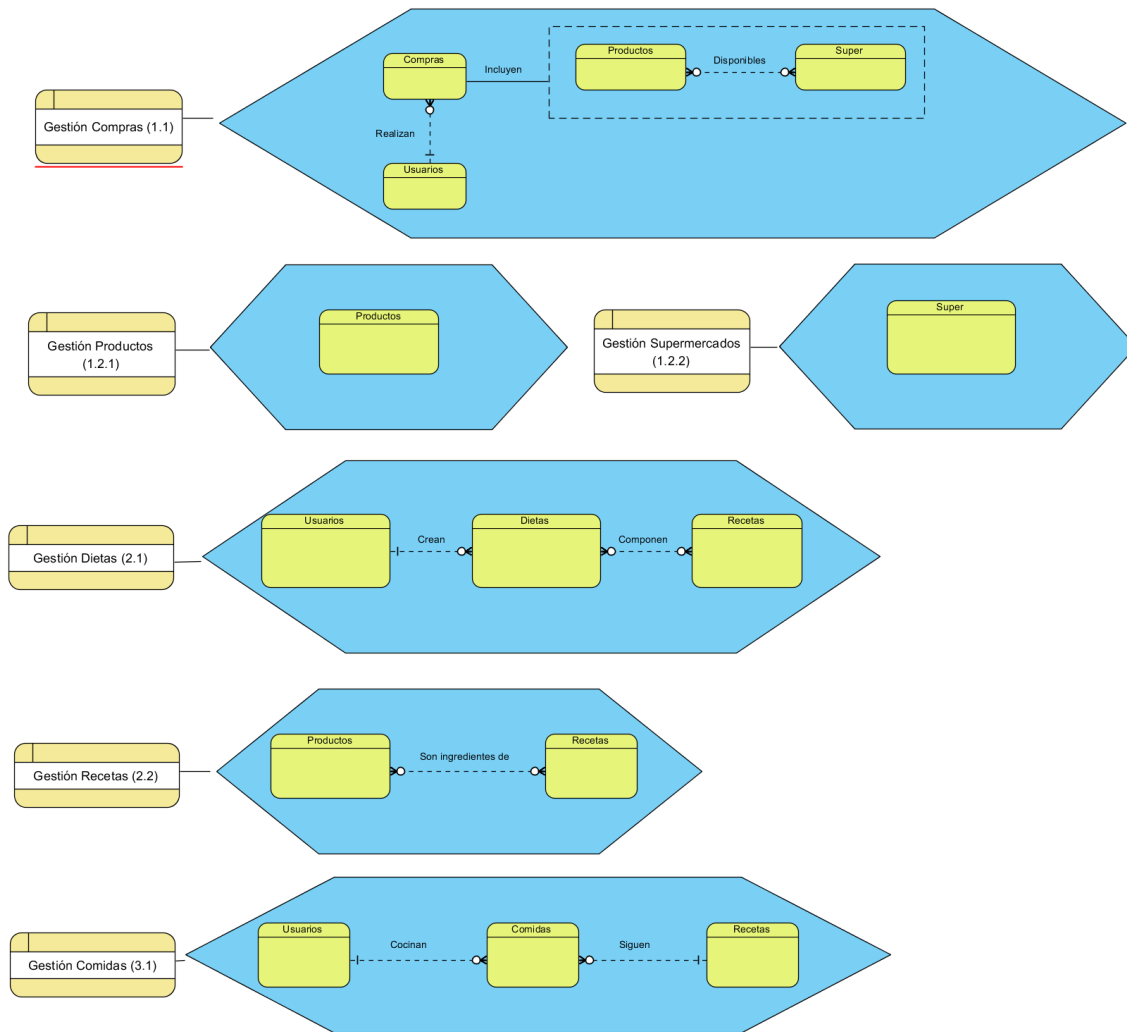 Gestión Compras (1.1)
Compras
Incluyen
Productos
Disponibles
Super
Realizan
Usuarios
Gestión Productos
(1.2.1)
Productos
Gestión Supermercados
(1.2.2)
Super
Gestión Dietas (2.1)
Usuarios
Crean
Dietas
Componen
Recetas
Gestión Recetas (2.2)
Productos
Son ingredientes de
Recetas
Gestión Comidas (3.1)
Usuarios
Cocinan
Comidas
Siguen
Recetas